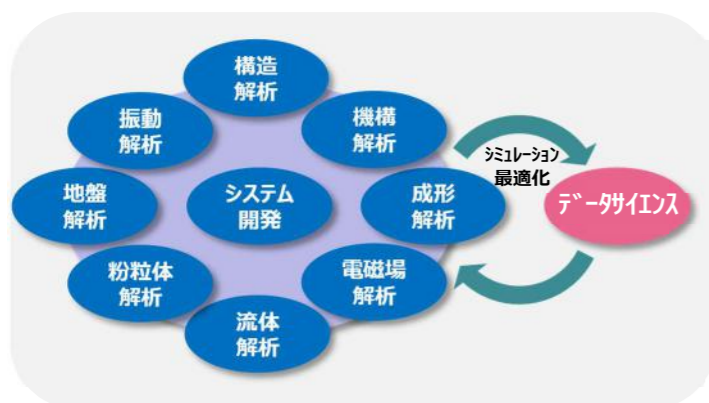 構造
解析
振動
解析
機構
解析
シミュレーション
最適化
地盤
解析
システム
開発
成形
解析
データサイエンス
粉粒体
解析
電磁場
解析
流体
解析